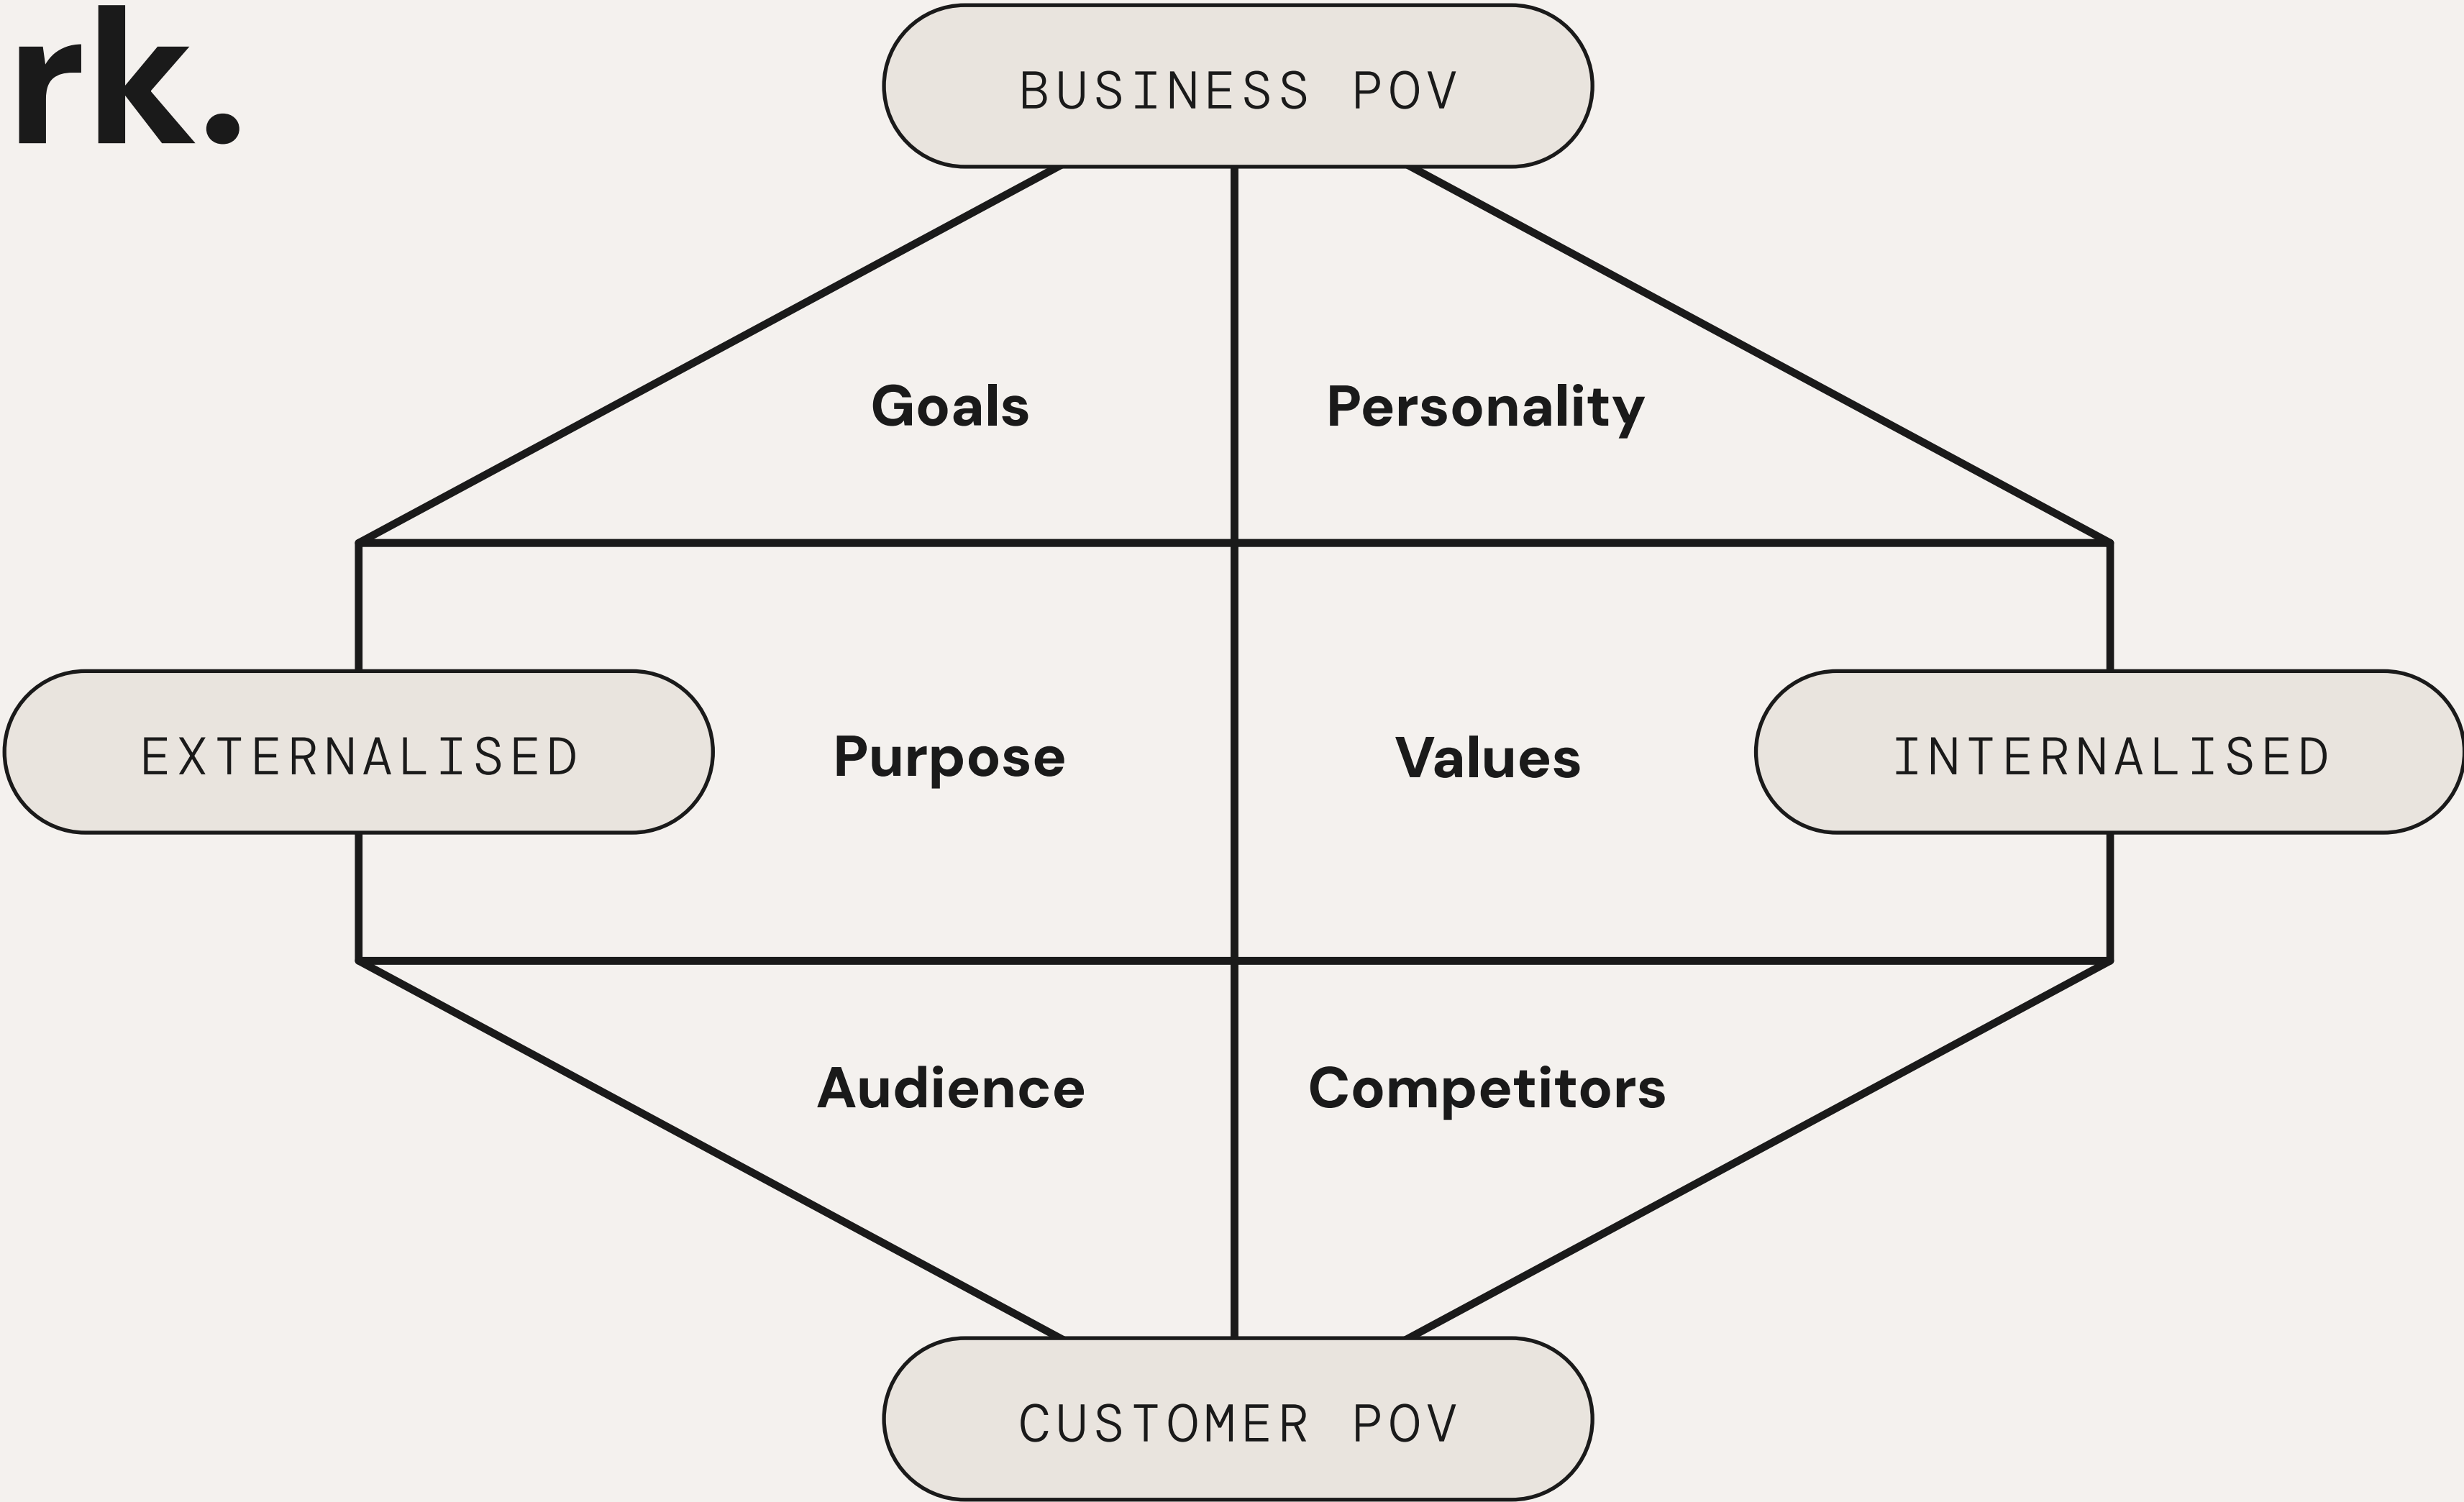 rk.
BUSINESS POV
Goals
Personality
EXTERNALISED
Purpose
Values
INTERNALISED
Audience
Competitors
CUSTOMER POV